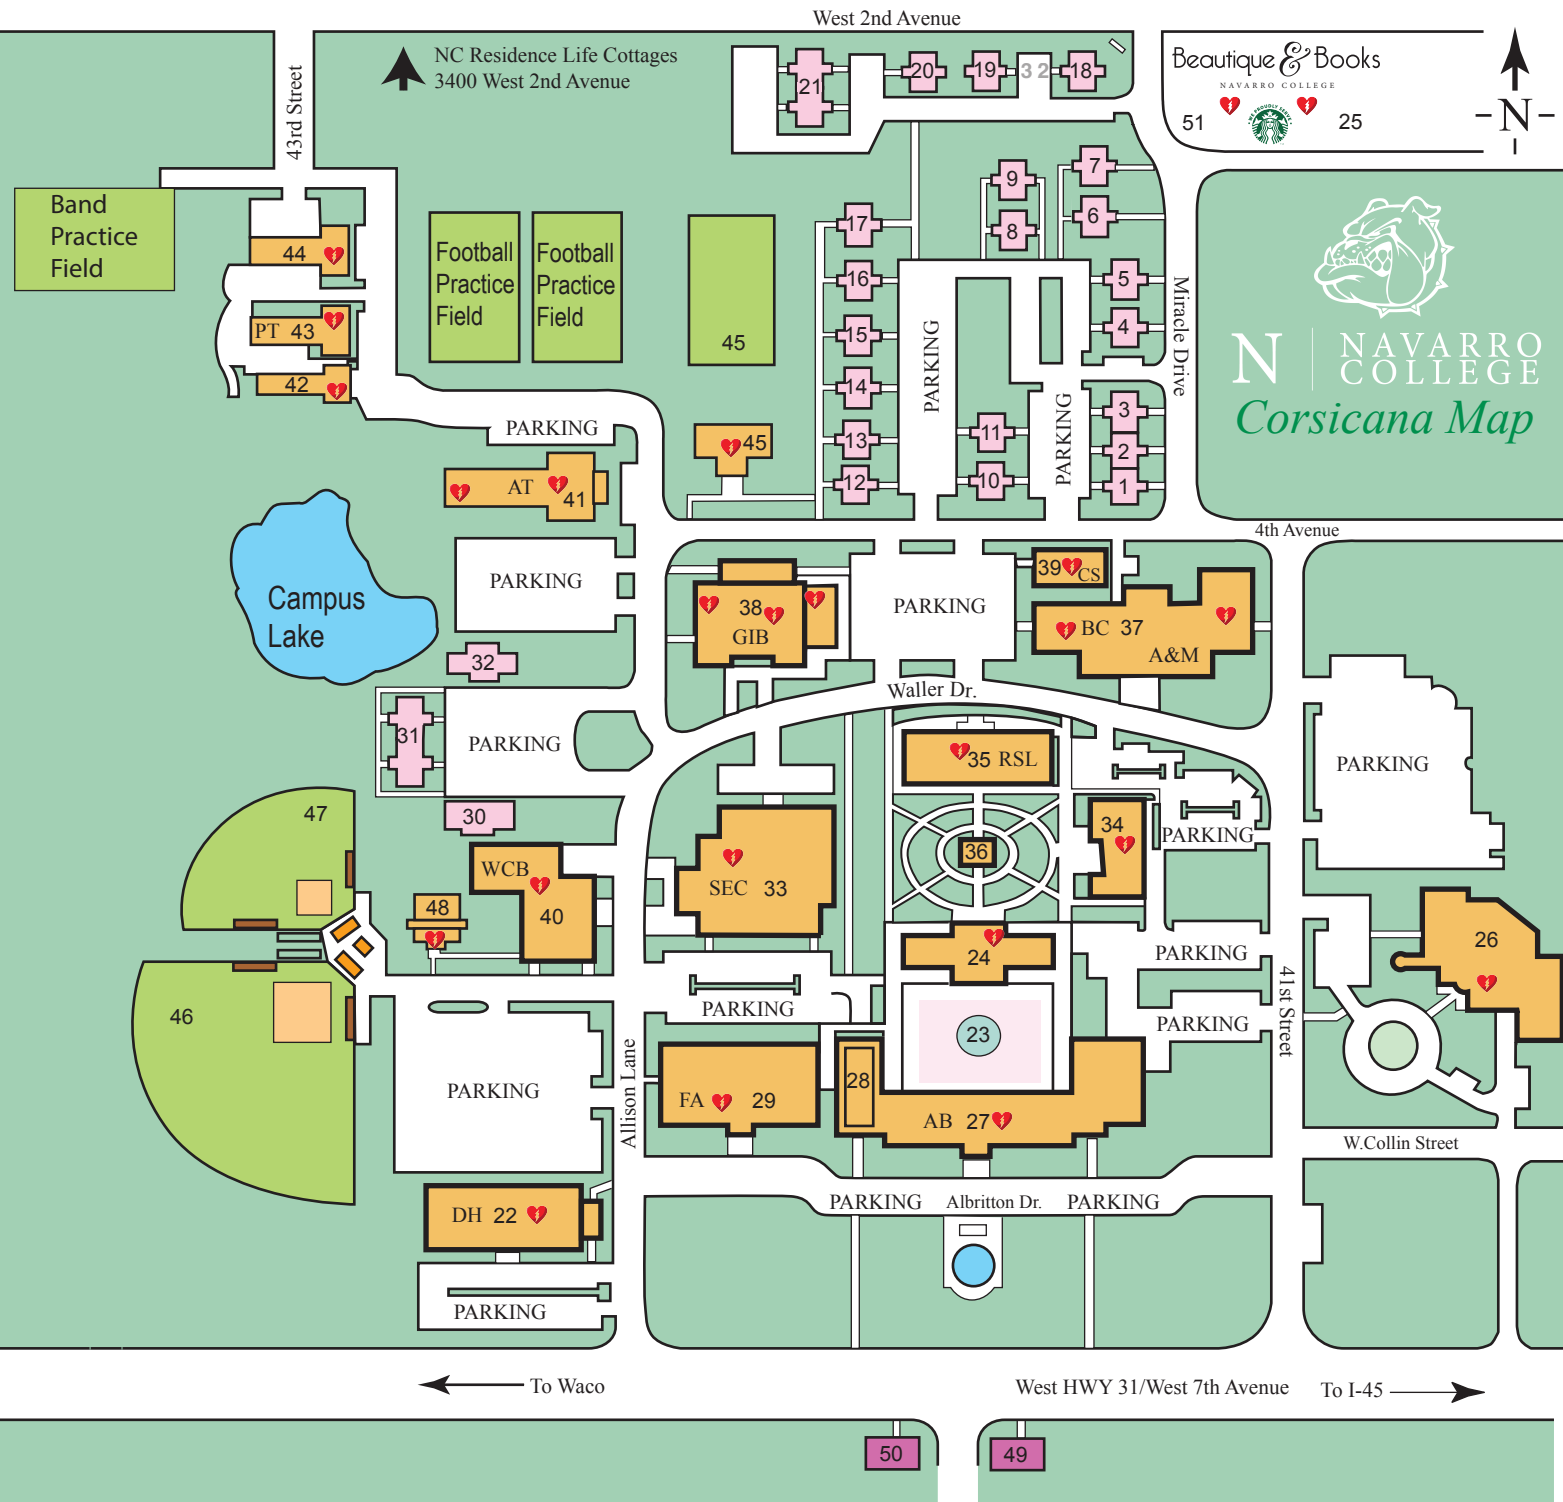 West 2nd Avenue
NC Residence Life Cottages
3400 West 2nd Avenue
43rd Street
21
20
19
3 2
18
Beautique & Books
NAVARRO COLLEGE
51
WE PROUDLY SERVE
25
N
Band
Practice
Field
44
PT 43
42
Football
Practice
Field
Football
Practice
Field
45
17
16
15
14
13
12
9
8
7
6
5
4
3
2
1
11
10
PARKING
PARKING
Miracle Drive
N
NAVARRO
COLLEGE
Corsicana Map
PARKING
45
AT
41
4th Avenue
Campus
Lake
PARKING
38
GIB
PARKING
39
CS
BC 37
A&M
32
31
PARKING
30
Waller Dr.
35 RSL
34
36
PARKING
PARKING
47
WCB
40
48
SEC 33
24
PARKING
26
46
PARKING
23
PARKING
41st Street
PARKING
Allison Lane
FA 29
28
AB 27
W.Collin Street
DH 22
PARKING
Albritton Dr.
PARKING
PARKING
To Waco
West HWY 31/West 7th Avenue
To I-45
50
49